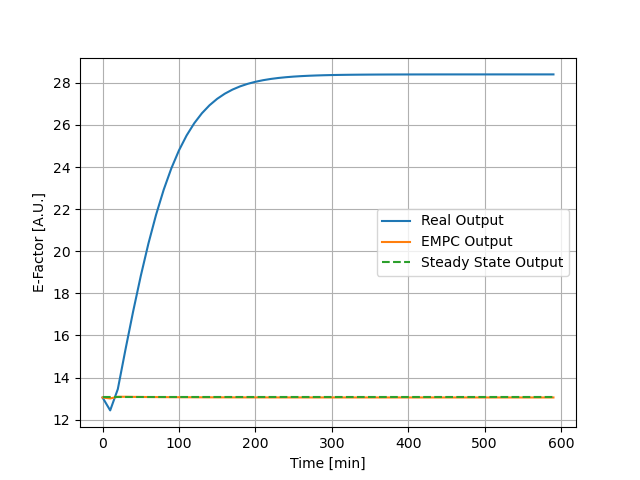 28
26
24
22
20
18
16
14
12
E-Factor [A.U.]
Real Output
EMPC Output
Steady State Output
0 100 200 300 400 500 600
Time [min]